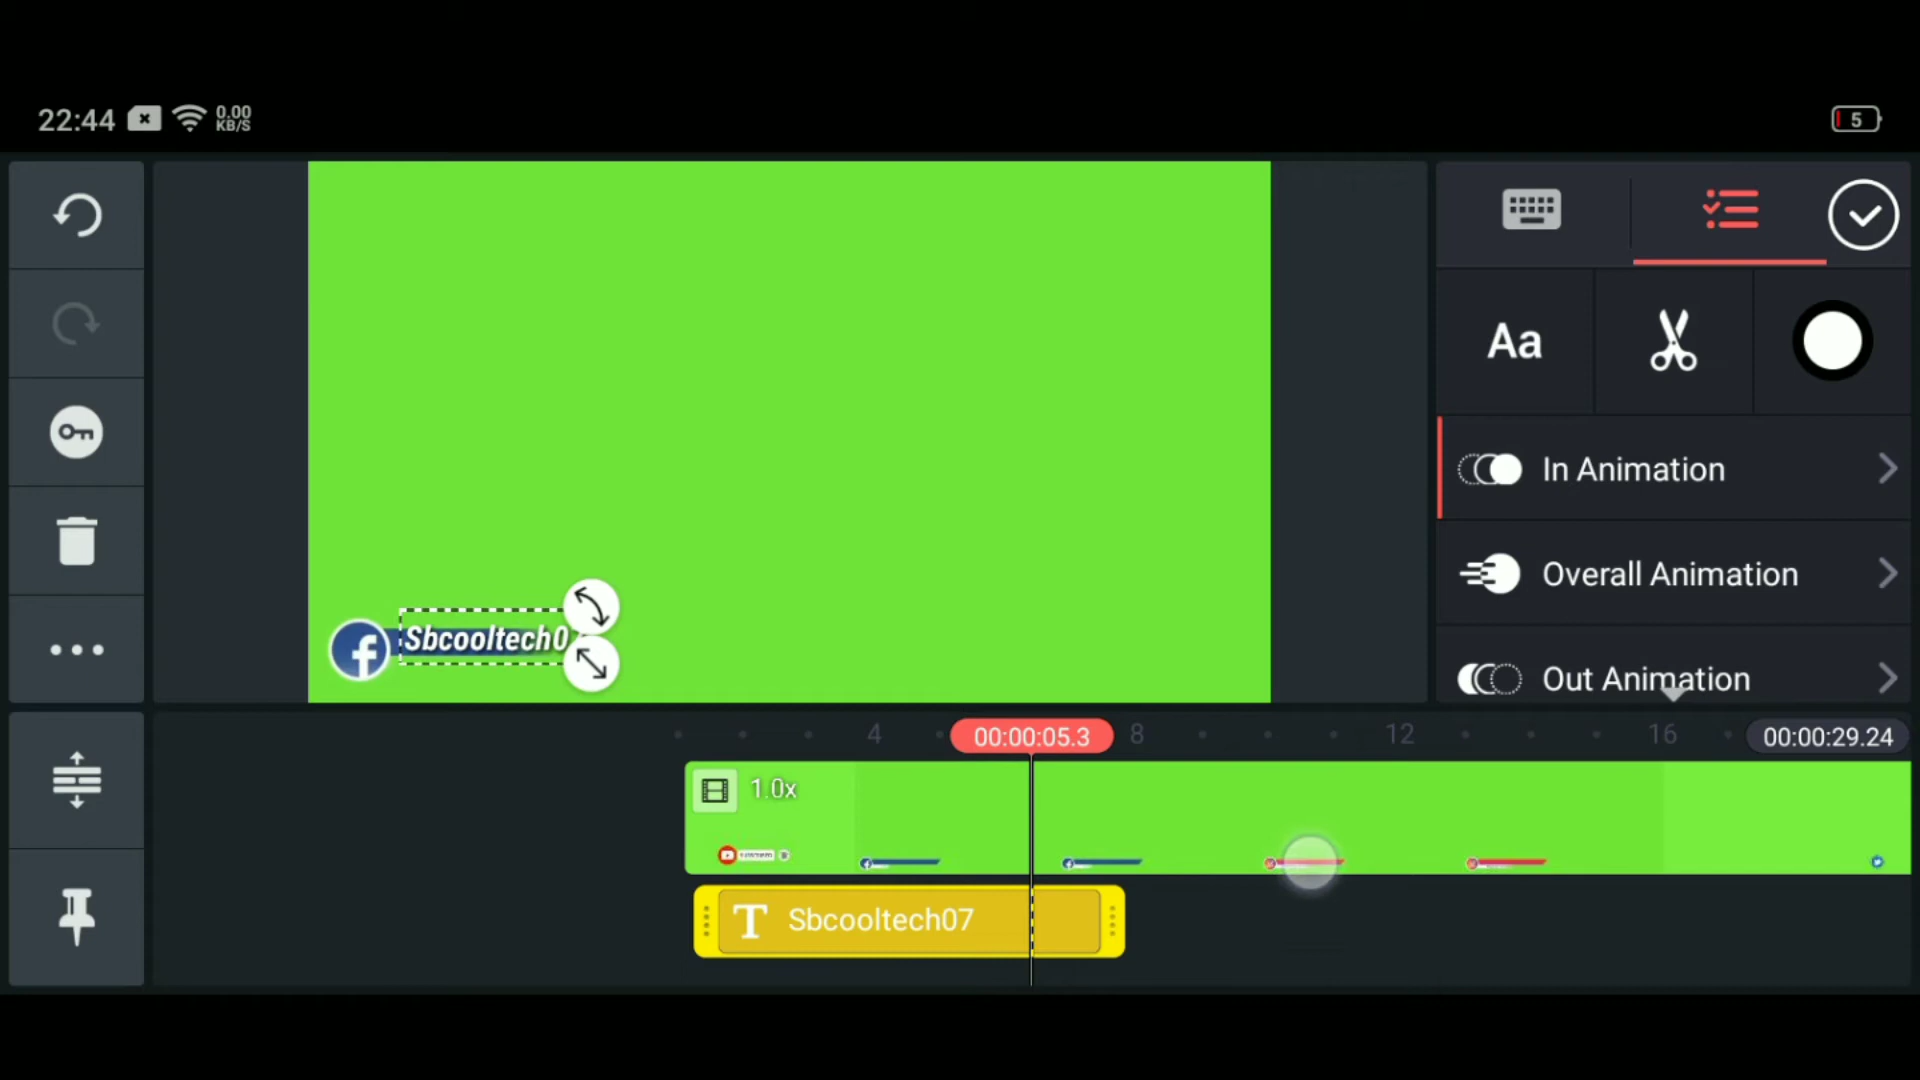 22:44
0.00
KB/S
5
Aa
In Animation
Overall Animation
Out Animation
Sbcooltech0
4
00:00:05.3
8
12
16
00:00:29.24
1.0x
T Sbcooltech07